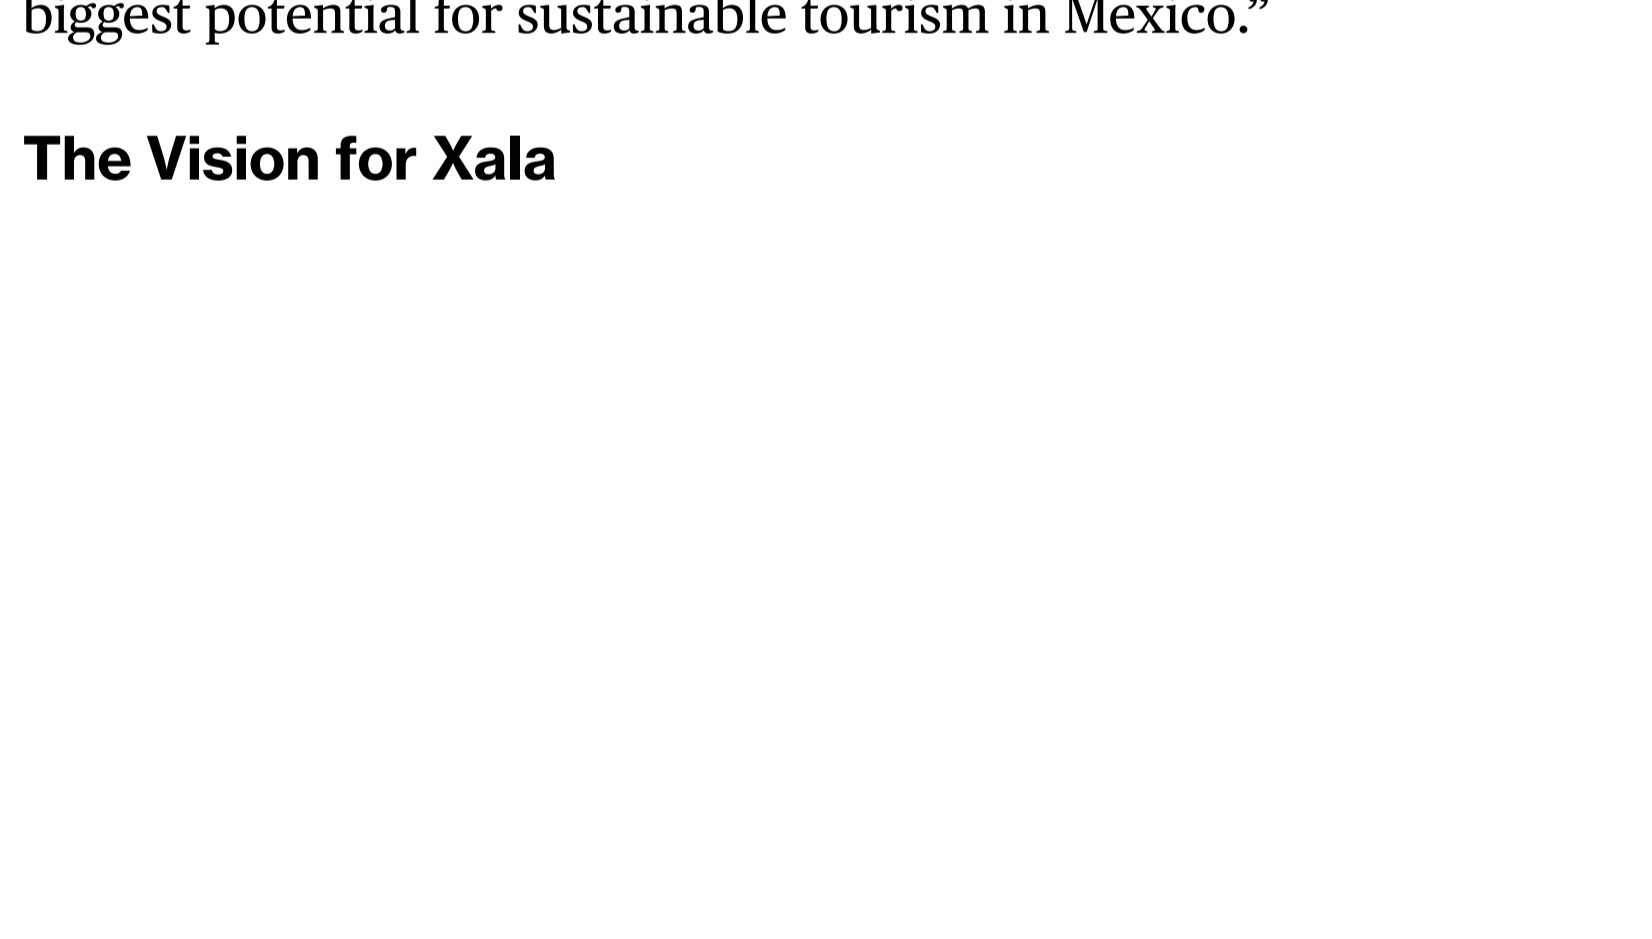 biggest potential for sustainable tourism in Mexico.”
The Vision for Xala